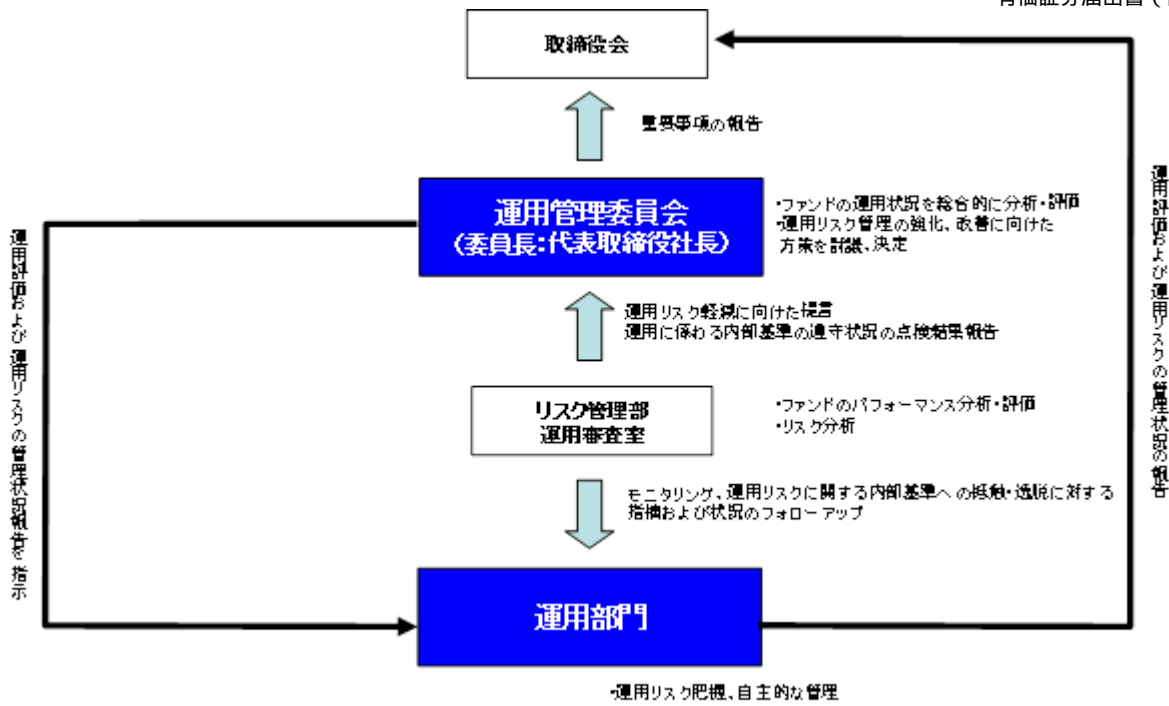 取締役会
重要事項の報告
運用管理委員会
(委員長:代表取締役社長)
・ファンドの運用状況を総合的に分析・評価
・運用リスク管理の強化、改善に向けた
方策を討議、決定
運用リスク軽減に向けた提言
運用に係わる内部基準の遵守状況の点検結果報告
リスク管理部
運用審査室
・ファンドのパフォーマンス分析・評価
・リスク分析
モニタリング、運用リスクに関する内部基準への抵触・逸脱に対する
指摘および状況のフォローアップ
運用部門
・運用リスク把握、自主的な管理
運用評価および運用リスクの管理状況報告を指示
運用評価および運用リスクの管理状況の報告